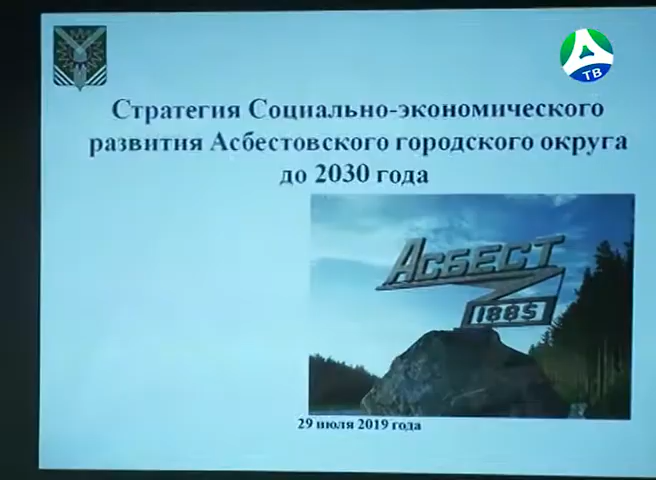 ТВ
Стратегия Социально-экономического
развития Асбестовского городского округа
до 2030 года
АСБЕСТ
1885
29 июля 2019 года